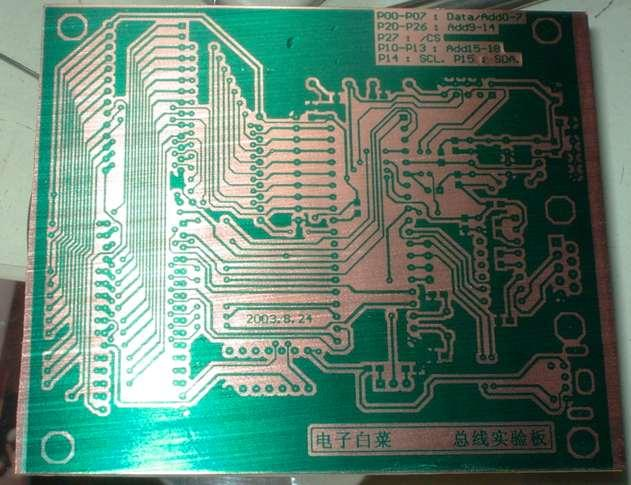 P00-P07 : Data/Add0-7
P20-P26 : Add9-14
P27 : /CS
P10-P13 : Add15-18
P14 : SCL. P15 : SDA.
2003.8.24
电子白菜 总线实验板